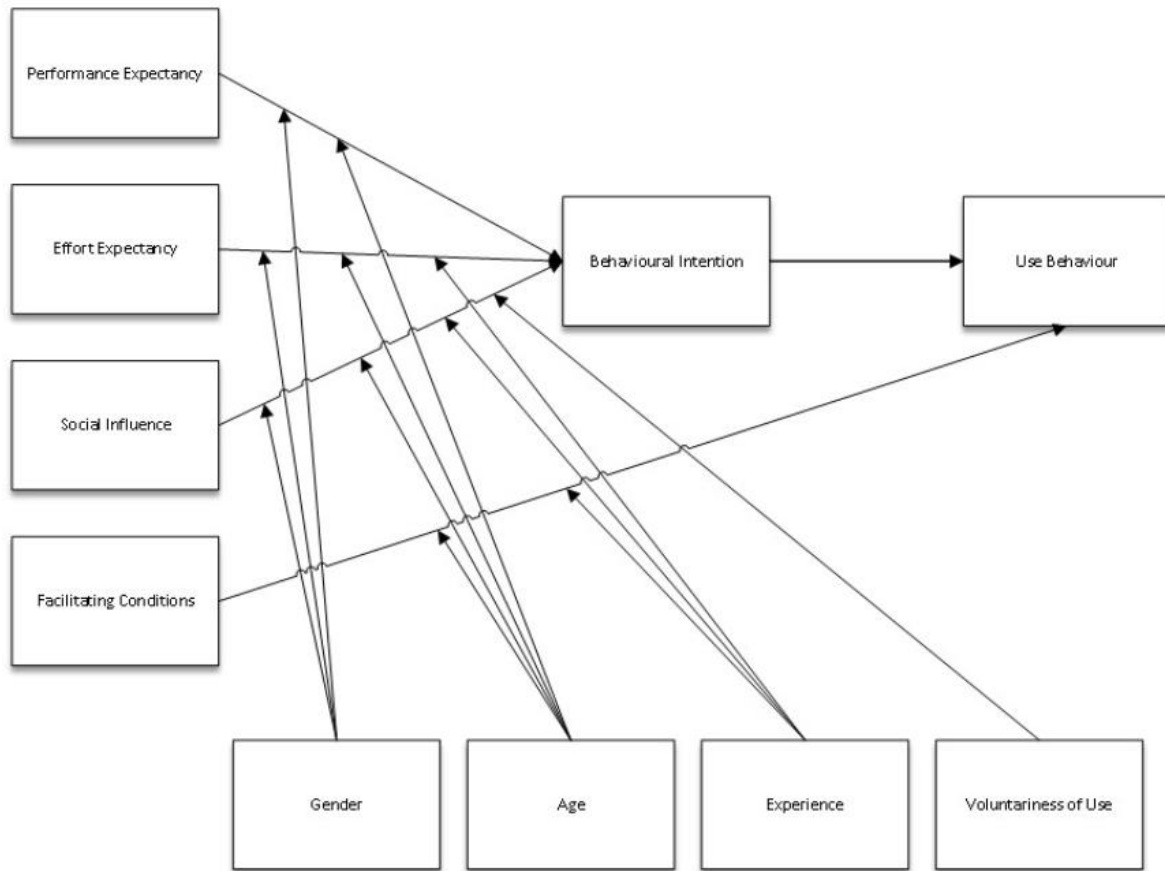 Performance Expectancy
Effort Expectancy
Behavioural Intention
Use Behaviour
Social Influence
Facilitating Conditions
Gender
Age
Experience
Voluntariness of Use